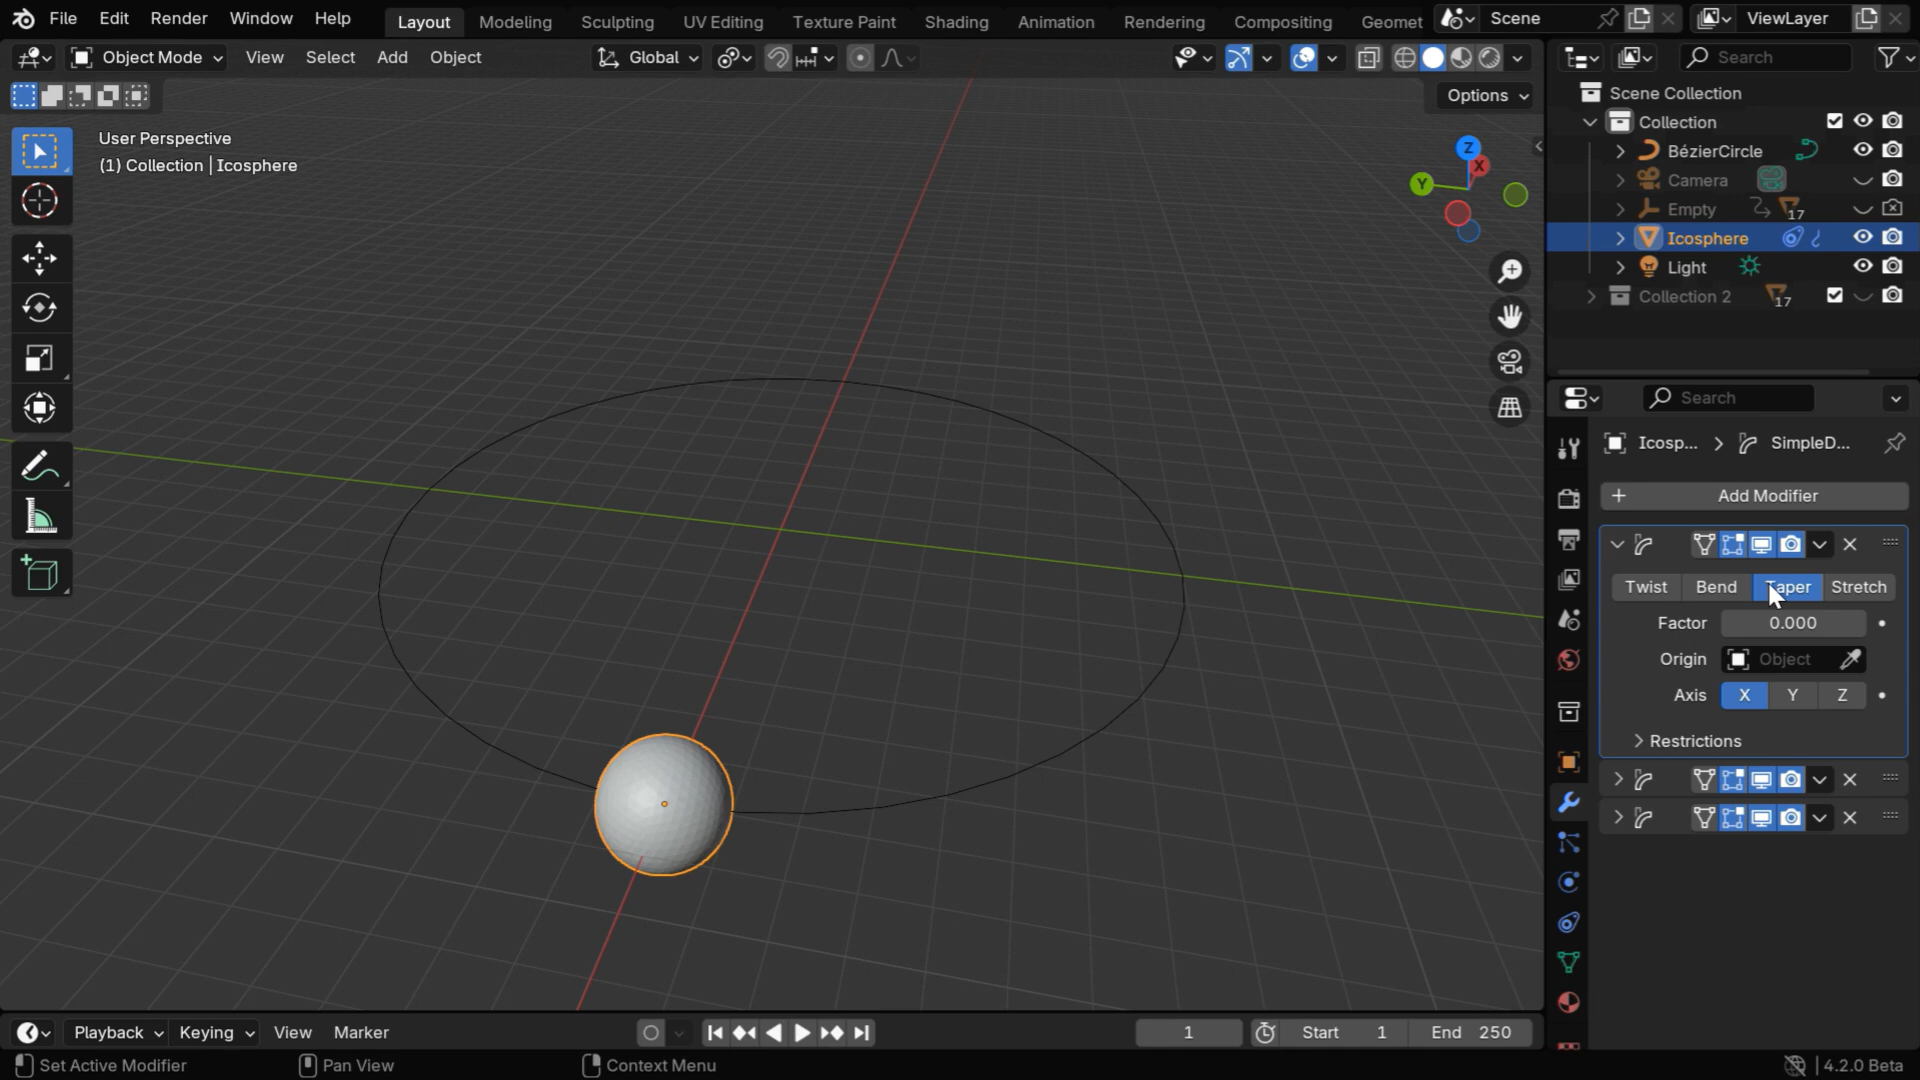 File Edit Render Window Help
Layout Modeling Sculpting UV Editing Texture Paint Shading Animation Rendering Compositing Geomet
Scene
ViewLayer
Object Mode View Select Add Object
Global
Search
Options
User Perspective
(1) Collection | Icosphere
Z
X
Y
Scene Collection
Collection
BézierCircle
Camera
Empty 17
Icosphere
Light
Collection 2 17
Search
Icosp... > SimpleD...
+ Add Modifier
Twist Bend Taper Stretch
Factor 0.000
Origin Object
Axis X Y Z
Restrictions
Playback Keying View Marker
1 Start 1 End 250
Set Active Modifier Pan View Context Menu 4.2.0 Beta